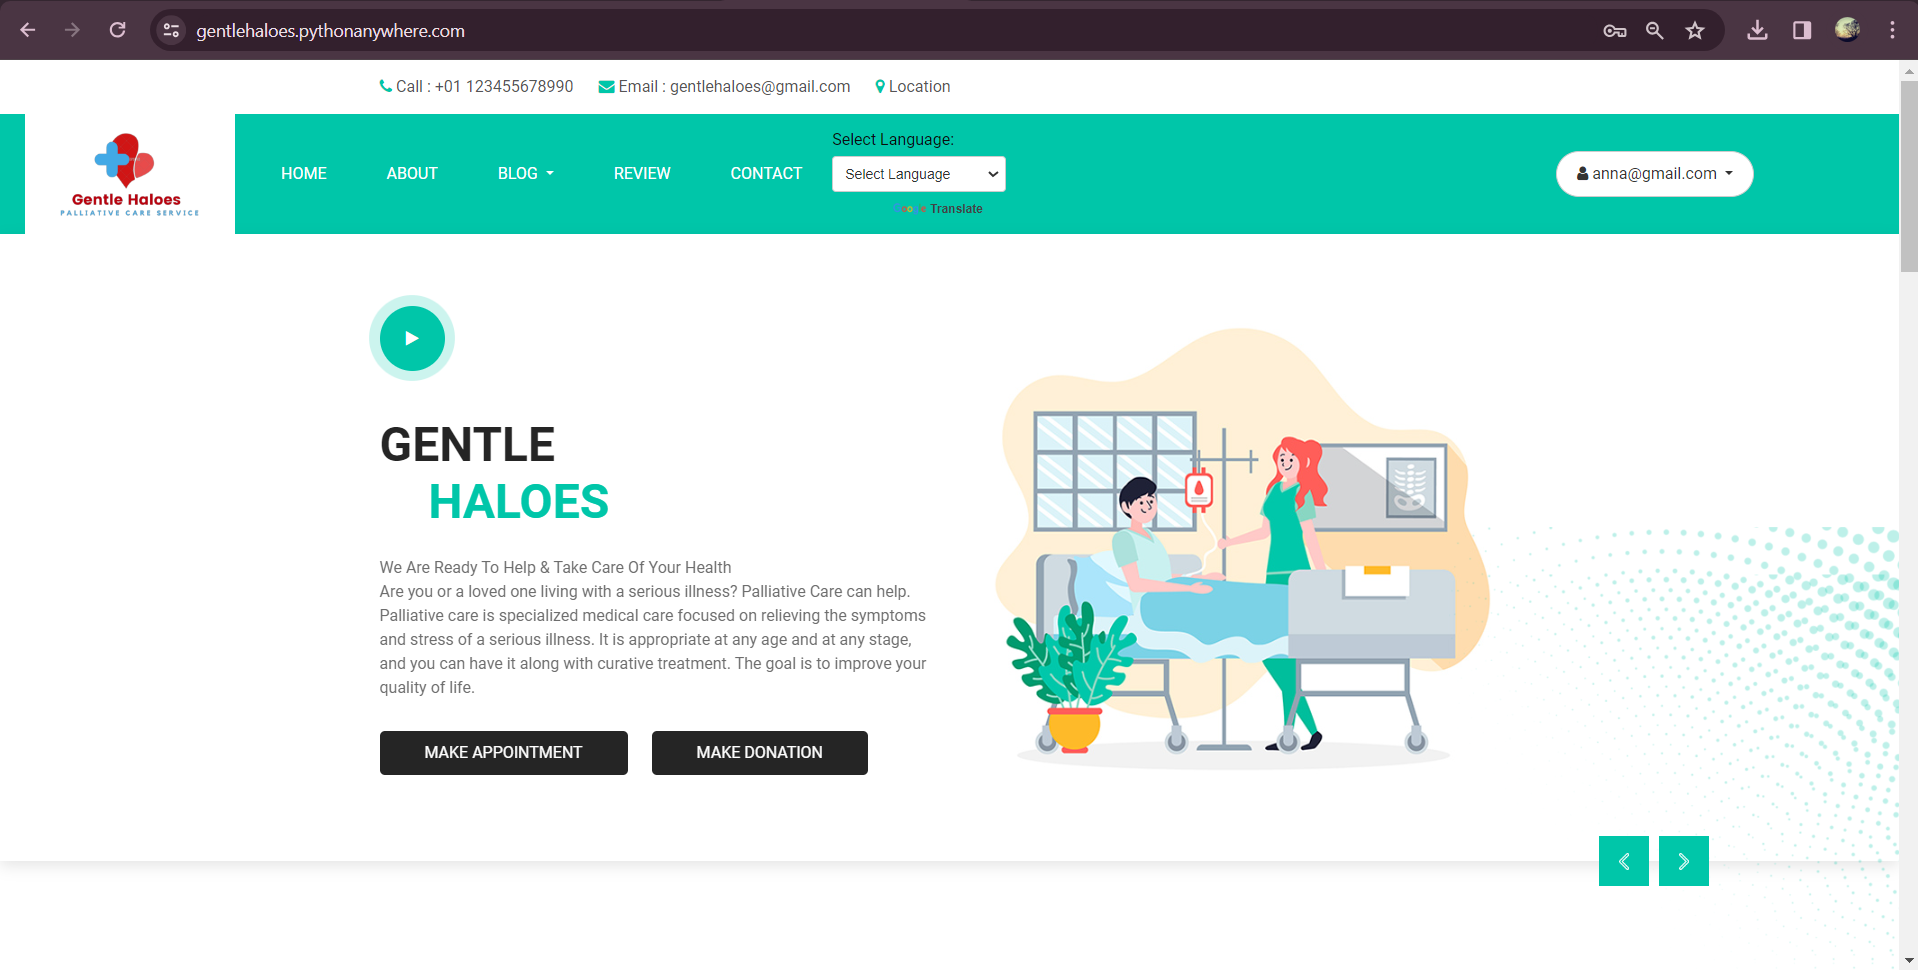 gentlehaloes.pythonanywhere.com
Call : +01 123455678990 Email : gentlehaloes@gmail.com Location
Gentle Haloes
PALLIATIVE CARE SERVICE
HOME ABOUT BLOG REVIEW CONTACT
Select Language:
Select Language
Google Translate
anna@gmail.com
GENTLE
HALOES
We Are Ready To Help & Take Care Of Your Health
Are you or a loved one living with a serious illness? Palliative Care can help.
Palliative care is specialized medical care focused on relieving the symptoms
and stress of a serious illness. It is appropriate at any age and at any stage,
and you can have it along with curative treatment. The goal is to improve your
quality of life.
MAKE APPOINTMENT MAKE DONATION